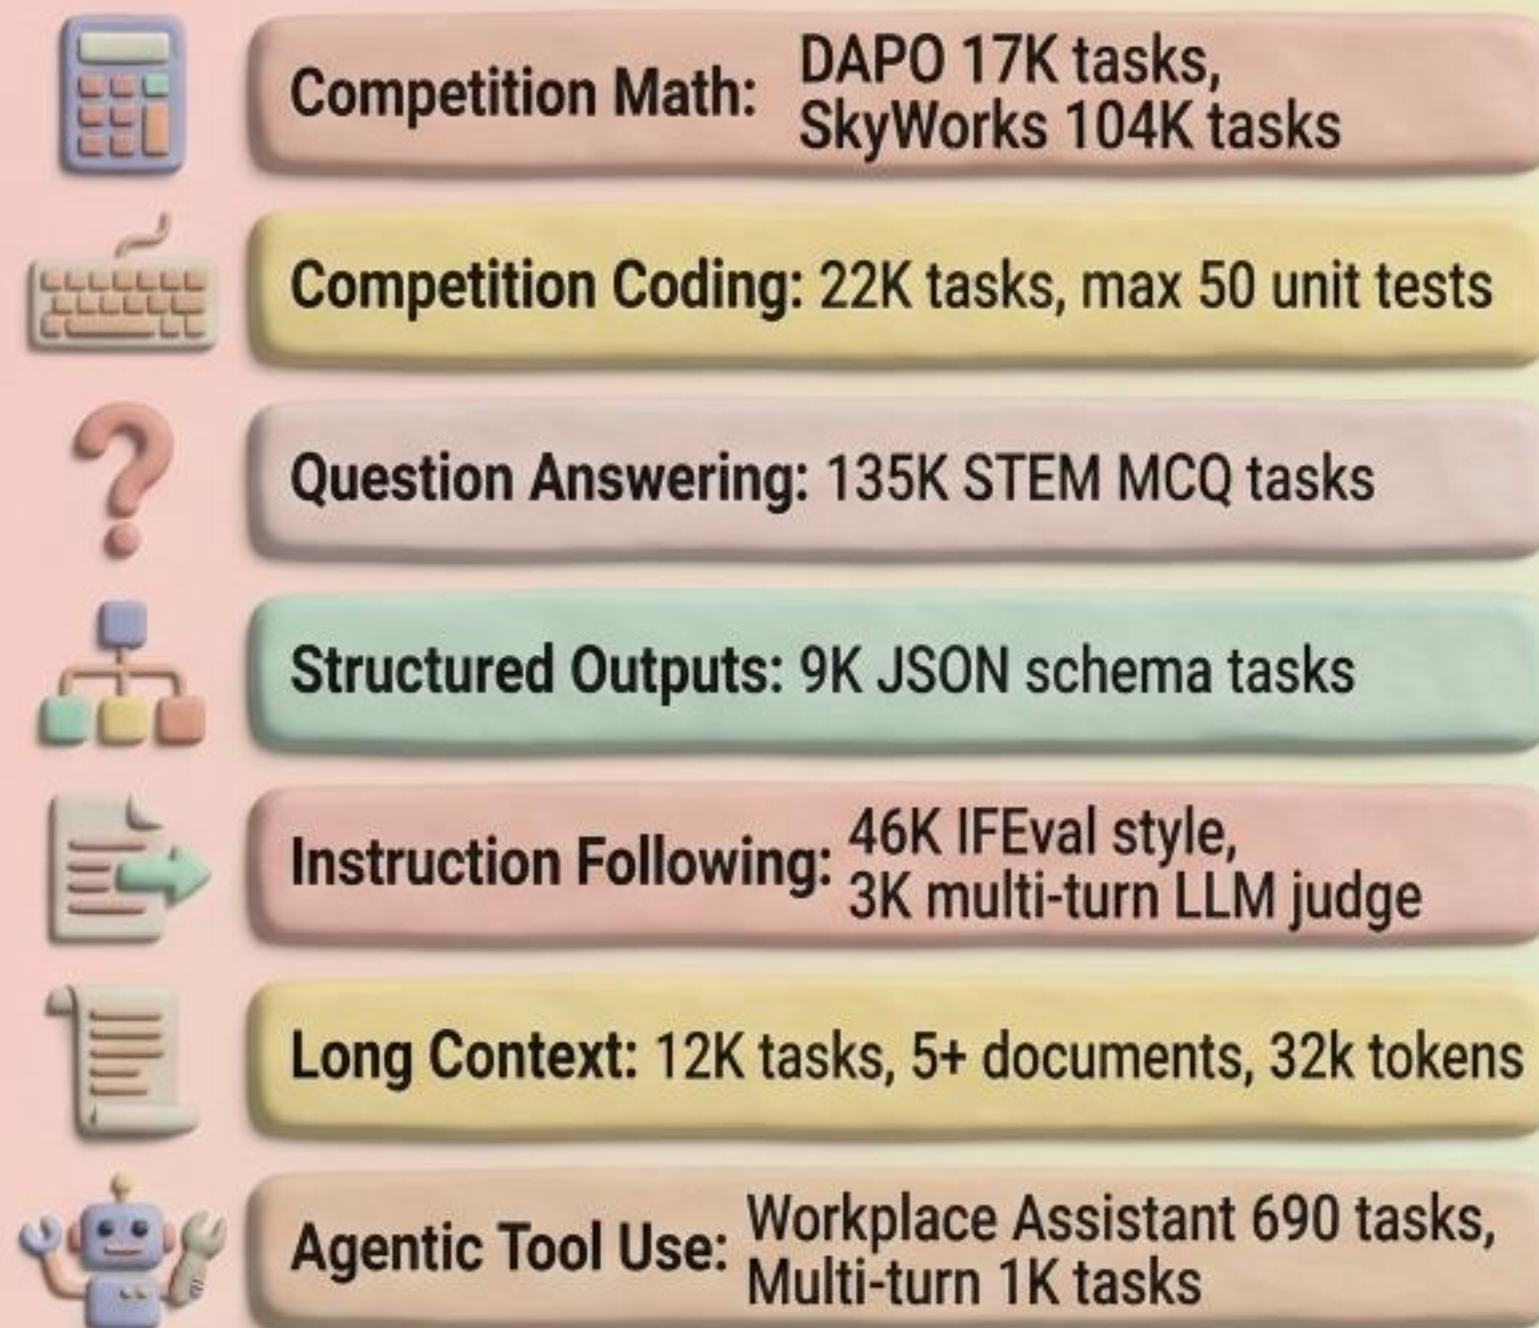 Competition Math: DAPO 17K tasks,
SkyWorks 104K tasks
Competition Coding: 22K tasks, max 50 unit tests
Question Answering: 135K STEM MCQ tasks
Structured Outputs: 9K JSON schema tasks
Instruction Following: 46K IFEval style,
3K multi-turn LLM judge
Long Context: 12K tasks, 5+ documents, 32k tokens
Agentic Tool Use: Workplace Assistant 690 tasks,
Multi-turn 1K tasks